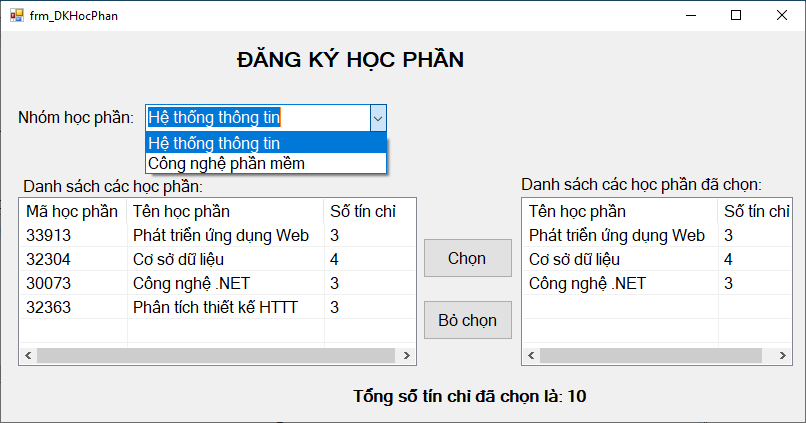 frm_DKHocPhan
ĐĂNG KÝ HỌC PHẦN
Nhóm học phần: Hệ thống thông tin
Hệ thống thông tin
Công nghệ phần mềm
Danh sách các học phần:
Mã học phần Tên học phần Số tín chỉ
33913 Phát triển ứng dụng Web 3
32304 Cơ sở dữ liệu 4
30073 Công nghệ .NET 3
32363 Phân tích thiết kế HTTT 3
Chọn
Bỏ chọn
Danh sách các học phần đã chọn:
Tên học phần Số tín chỉ
Phát triển ứng dụng Web 3
Cơ sở dữ liệu 4
Công nghệ .NET 3
Tổng số tín chỉ đã chọn là: 10